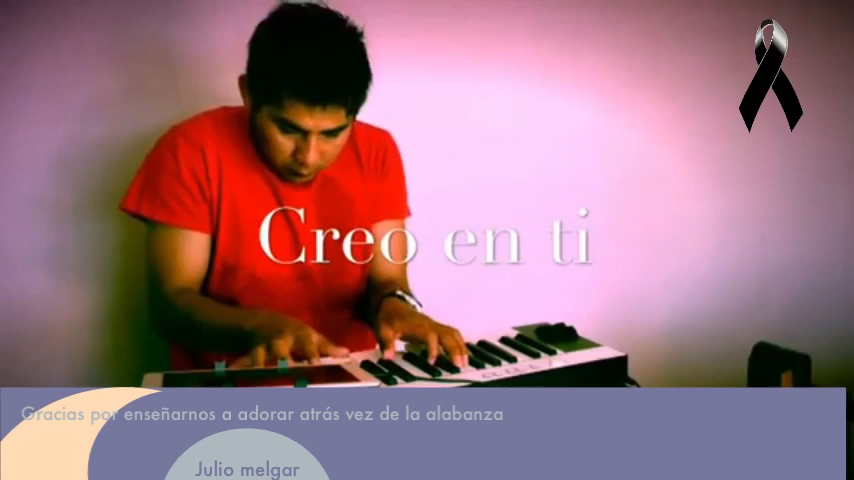 Creo en ti
Gracias por enseñarnos a adorar atrás vez de la alabanza
Julio melgar